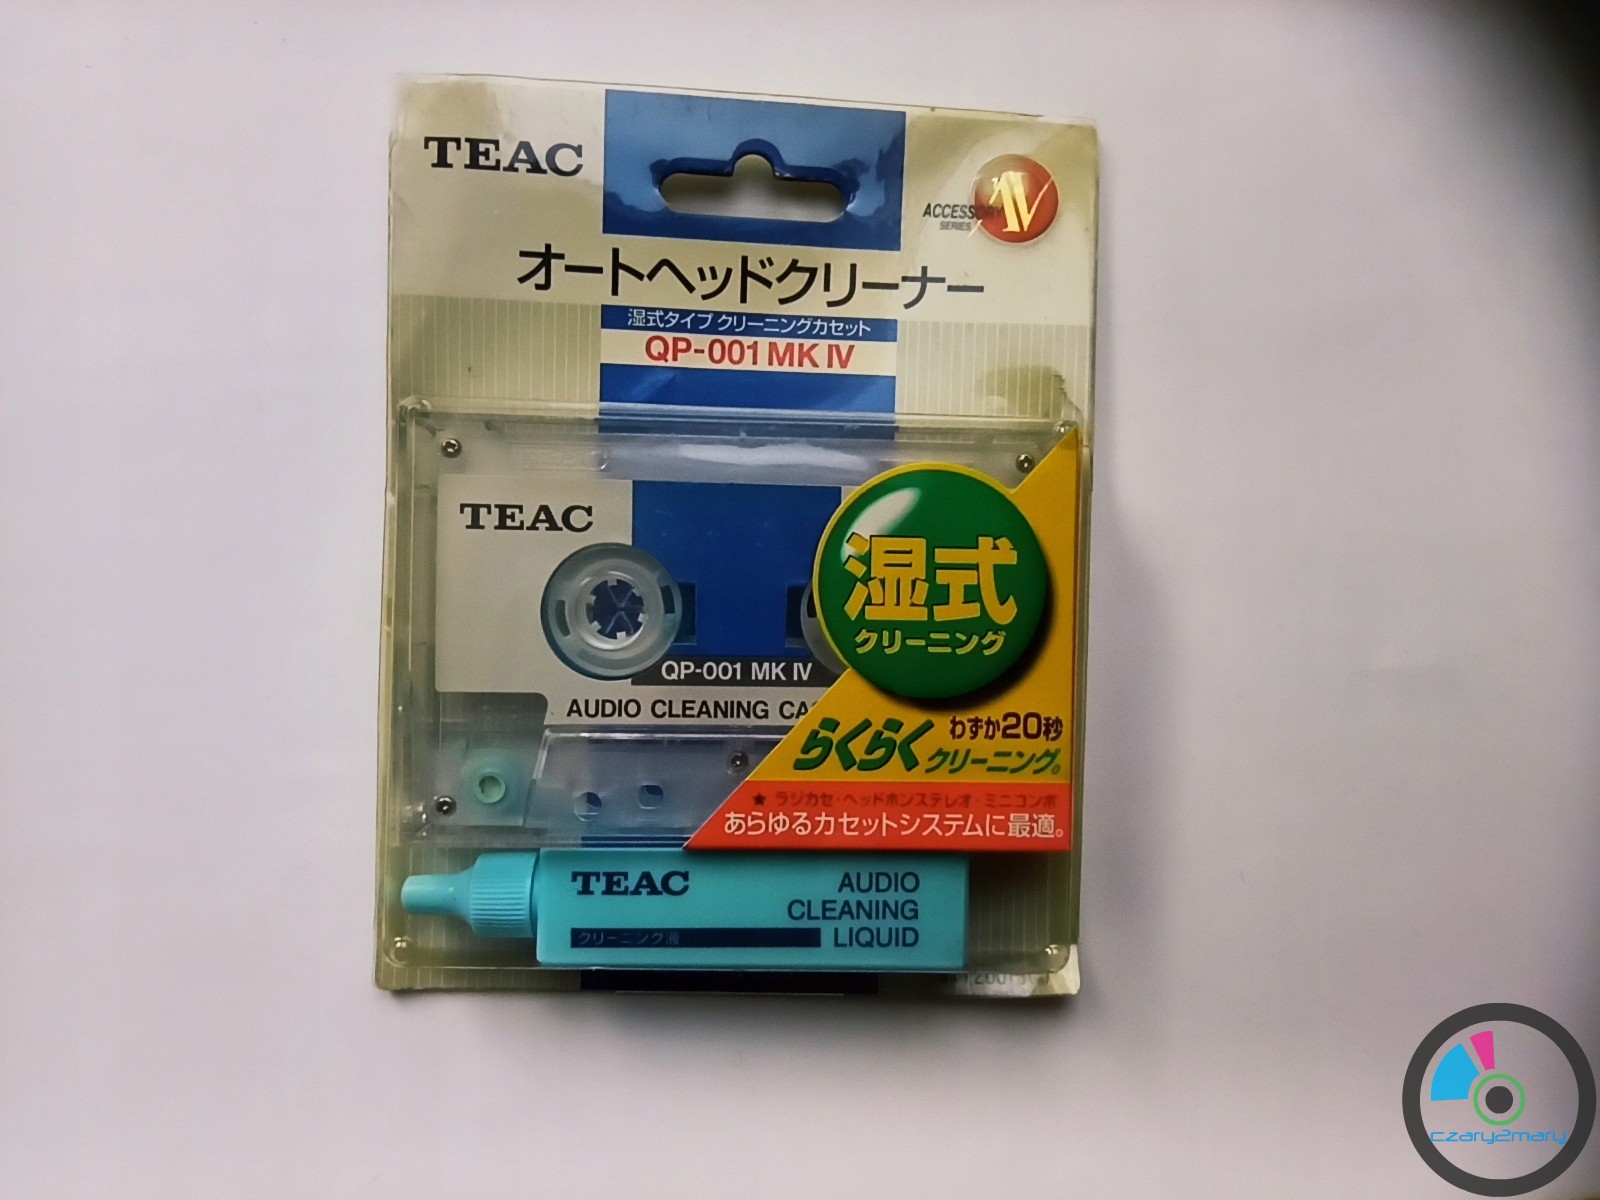 TEAC
ACCESSORY
SERIES
AV
オートヘッドクリーナー
湿式タイプ クリーニングカセット
QP-001 MK IV
TEAC
湿式
クリーニング
QP-001 MK IV
AUDIO CLEANING CA
わずか20秒
らくらくクリーニング。
★ ラジカセ・ヘッドホンステレオ・ミニコンポ
あらゆるカセットシステムに最適。
TEAC
AUDIO
CLEANING
LIQUID
クリーニング液
czary2mary